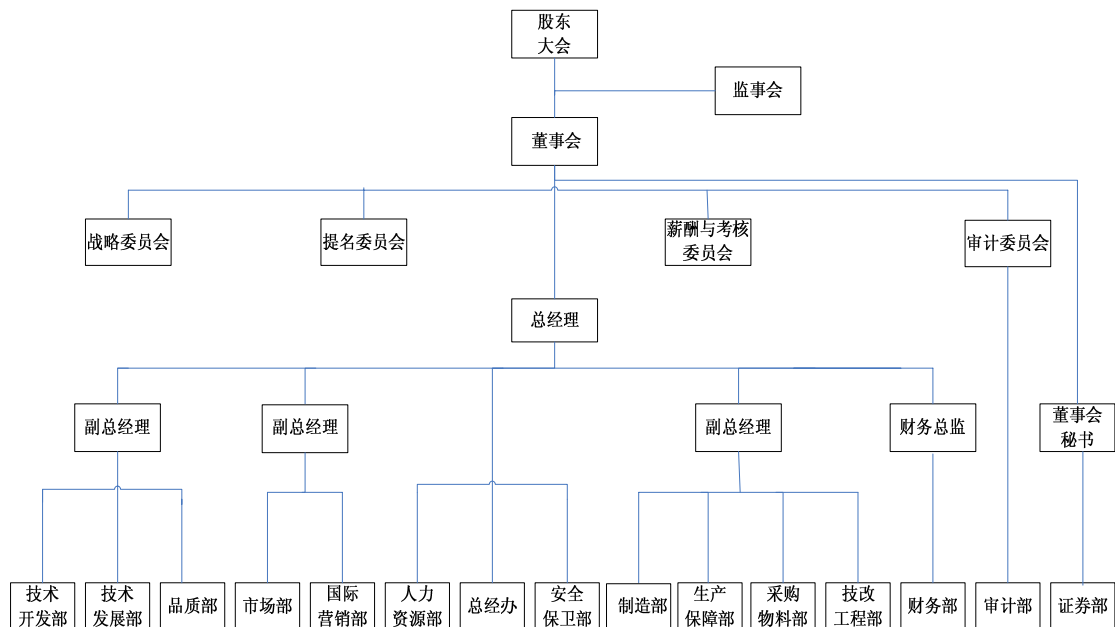 股东
大会
监事会
董事会
战略委员会
提名委员会
薪酬与考核
委员会
审计委员会
总经理
副总经理
副总经理
副总经理
财务总监
董事会
秘书
技术
开发部
技术
发展部
品质部
市场部
国际
营销部
人力
资源部
总经办
安全
保卫部
制造部
生产
保障部
采购
物料部
技改
工程部
财务部
审计部
证券部